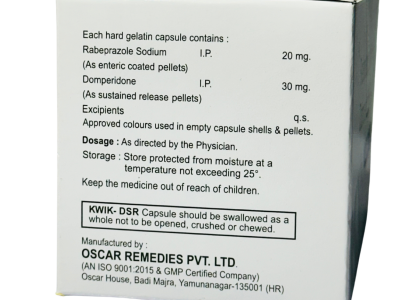 Each hard gelatin capsule contains :
Rabeprazole Sodium I.P. 20 mg.
(As enteric coated pellets)
Domperidone I.P. 30 mg.
(As sustained release pellets)
Excipients q.s.
Approved colours used in empty capsule shells & pellets.
Dosage : As directed by the Physician.
Storage : Store protected from moisture at a
temperature not exceeding 25°.
Keep the medicine out of reach of children.
KWIK- DSR Capsule should be swallowed as a
whole not to be opened, crushed or chewed.
Manufactured by :
OSCAR REMEDIES PVT. LTD.
(AN ISO 9001:2015 & GMP Certified Company)
Oscar House, Badi Majra, Yamunanagar-135001 (HR)